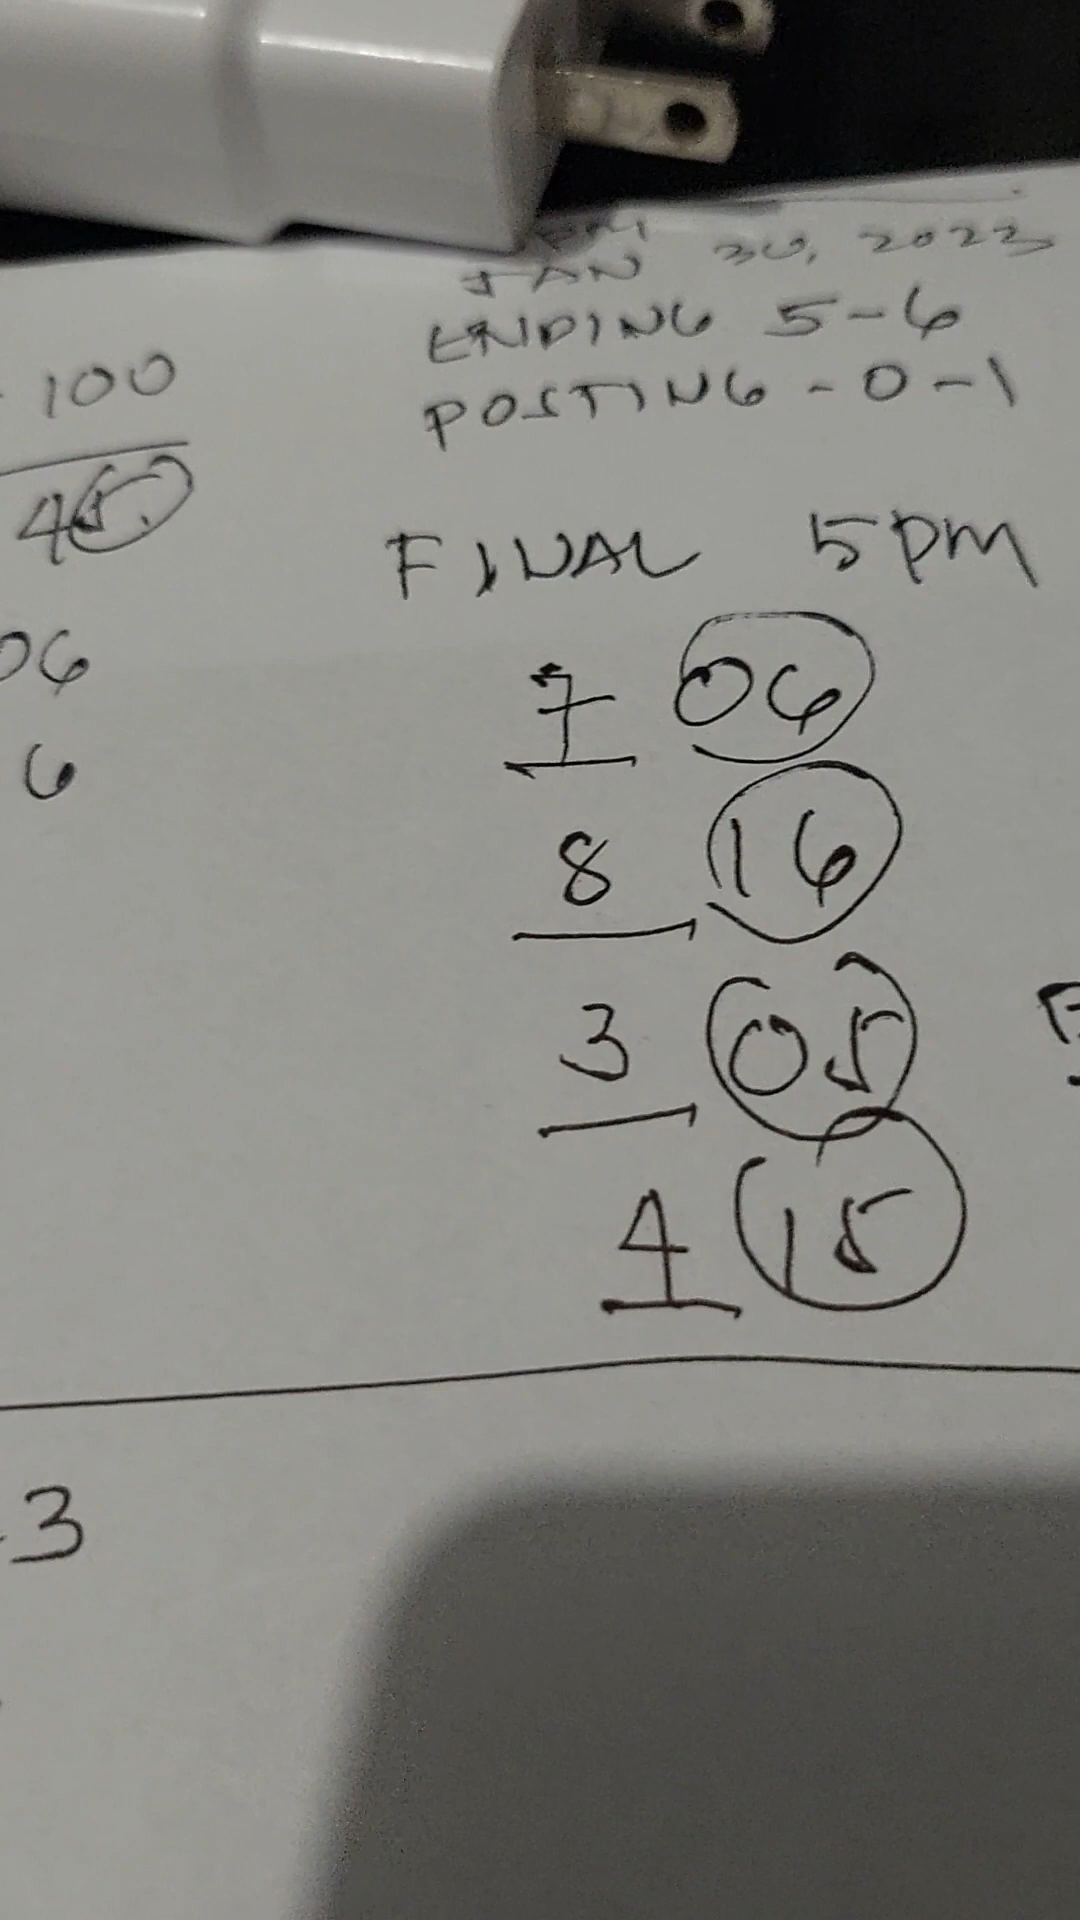 JAN 30, 2023
ENDING 5-6
POSTING -0-1
100
45.
FINAL 5PM
06
7 06
6
8 16
3 05
4 15
3